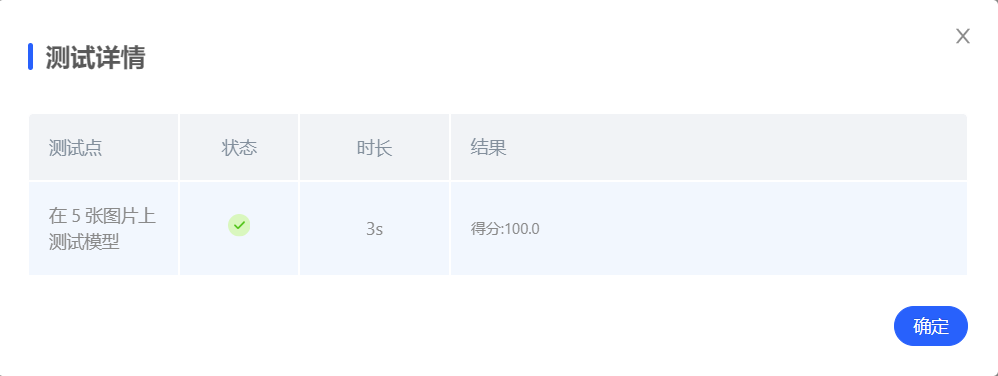 测试详情
测试点 状态 时长 结果
在 5 张图片上
测试模型
3s
得分:100.0
确定